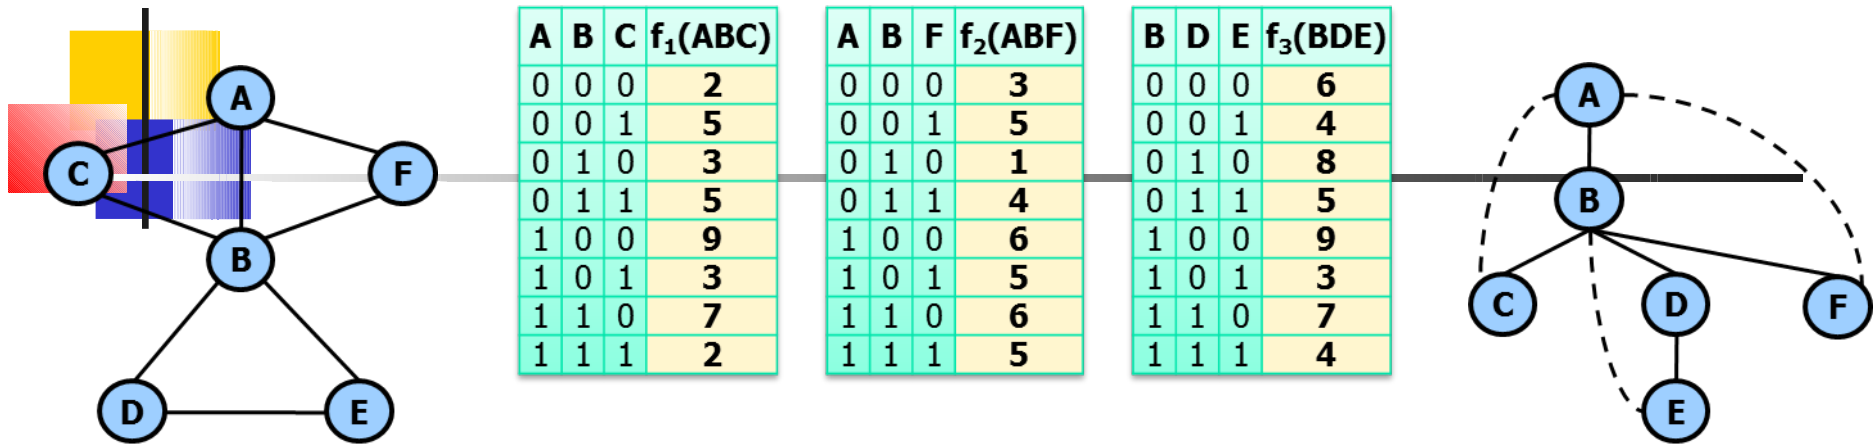 A
C
F
B
D
E
A B C f₁(ABC)
0 0 0 2
0 0 1 5
0 1 0 3
0 1 1 5
1 0 0 9
1 0 1 3
1 1 0 7
1 1 1 2
A B F f₂(ABF)
0 0 0 3
0 0 1 5
0 1 0 1
0 1 1 4
1 0 0 6
1 0 1 5
1 1 0 6
1 1 1 5
B D E f₃(BDE)
0 0 0 6
0 0 1 4
0 1 0 8
0 1 1 5
1 0 0 9
1 0 1 3
1 1 0 7
1 1 1 4
A
B
C D F
E